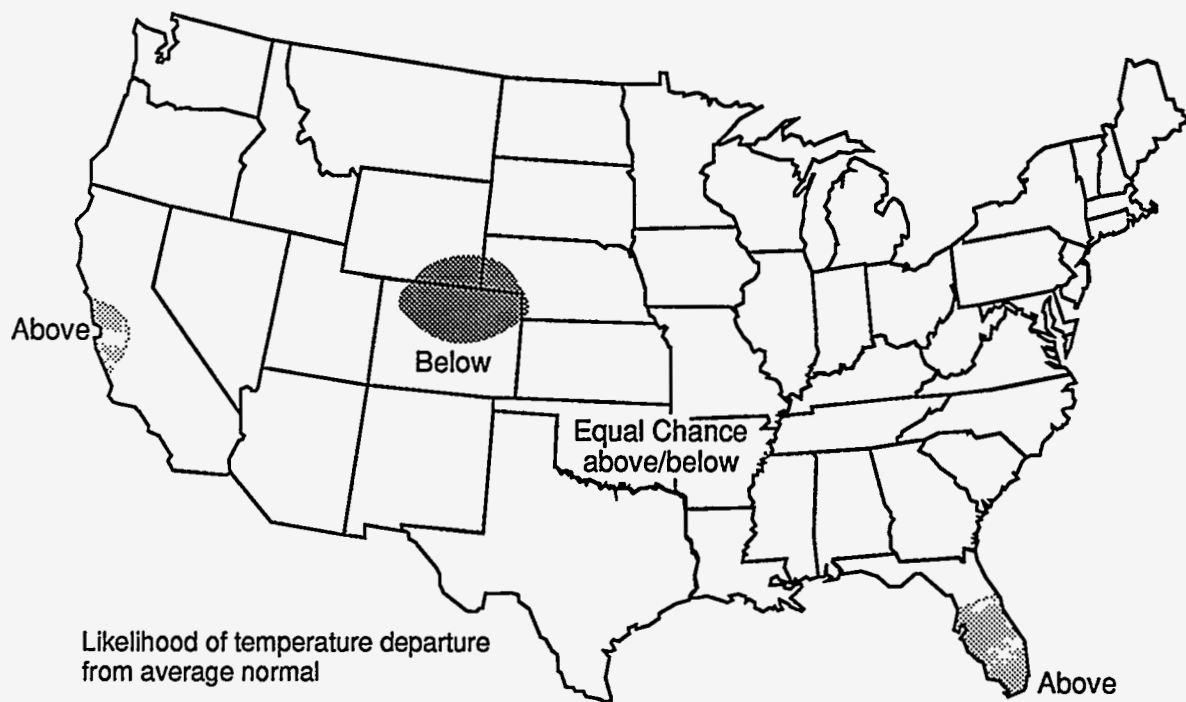 Above
Below
Equal Chance
above/below
Likelihood of temperature departure
from average normal
Above